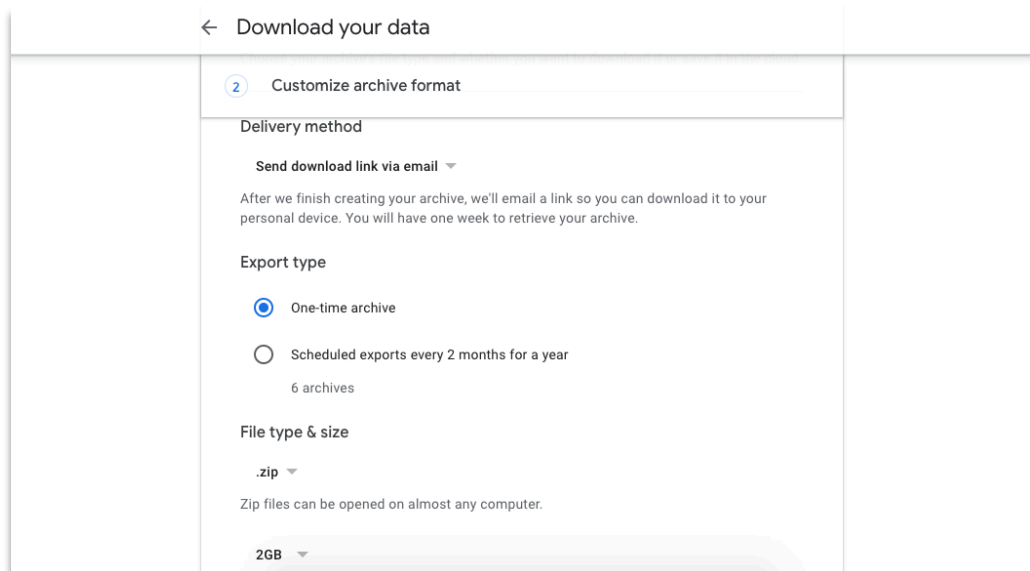 Download your data
2 Customize archive format
Delivery method
Send download link via email
After we finish creating your archive, we'll email a link so you can download it to your
personal device. You will have one week to retrieve your archive.
Export type
One-time archive
Scheduled exports every 2 months for a year
6 archives
File type & size
.zip
Zip files can be opened on almost any computer.
2GB